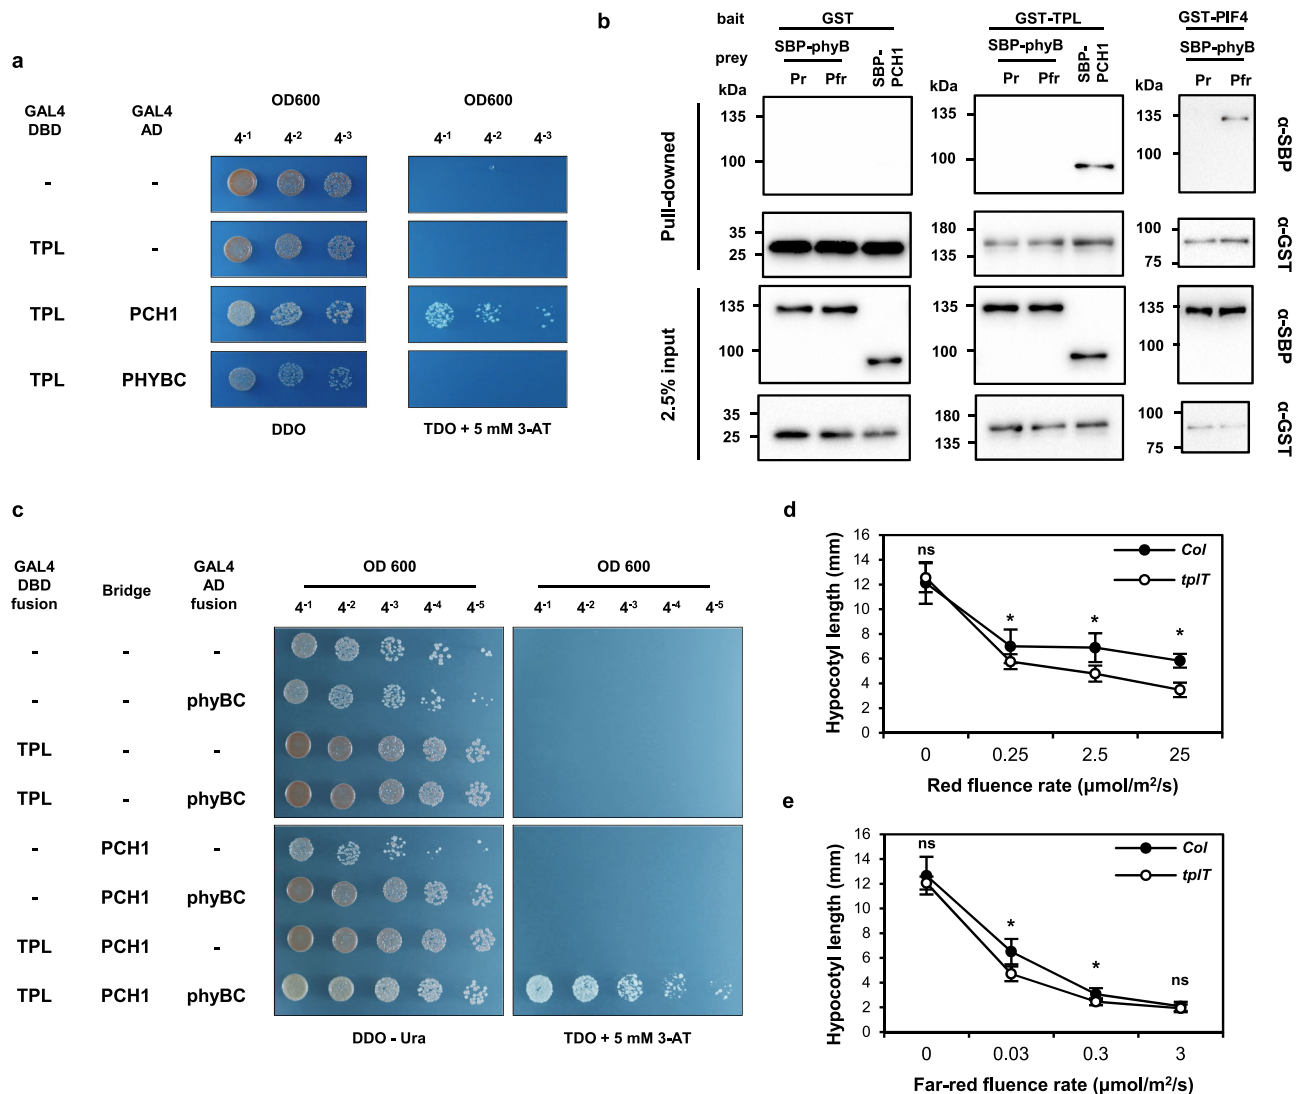 a
GAL4 DBD
GAL4 AD
OD600
OD600
4-1 4-2 4-3
4-1 4-2 4-3
- -
TPL -
TPL PCH1
TPL PHYBC
DDO
TDO + 5 mM 3-AT
b
bait GST GST-TPL GST-PIF4
prey SBP-phyB SBP-PCH1 SBP-phyB SBP-PCH1 SBP-phyB
kDa Pr Pfr kDa Pr Pfr kDa Pr Pfr
Pull-downed
135 100 135 100 135 100 α-SBP
35 25 180 135 100 75 α-GST
2.5% input
135 100 135 100 135 100 α-SBP
35 25 180 135 100 75 α-GST
c
GAL4 DBD fusion
Bridge
GAL4 AD fusion
OD 600
OD 600
4-1 4-2 4-3 4-4 4-5
4-1 4-2 4-3 4-4 4-5
- - -
- - phyBC
TPL - -
TPL - phyBC
- PCH1 -
- PCH1 phyBC
TPL PCH1 -
TPL PCH1 phyBC
DDO - Ura
TDO + 5 mM 3-AT
d
Hypocotyl length (mm)
16
14
12
10
8
6
4
2
0
ns
*
*
*
Col
tplT
0 0.25 2.5 25
Red fluence rate (µmol/m2/s)
e
Hypocotyl length (mm)
16
14
12
10
8
6
4
2
0
ns
*
*
ns
Col
tplT
0 0.03 0.3 3
Far-red fluence rate (µmol/m2/s)